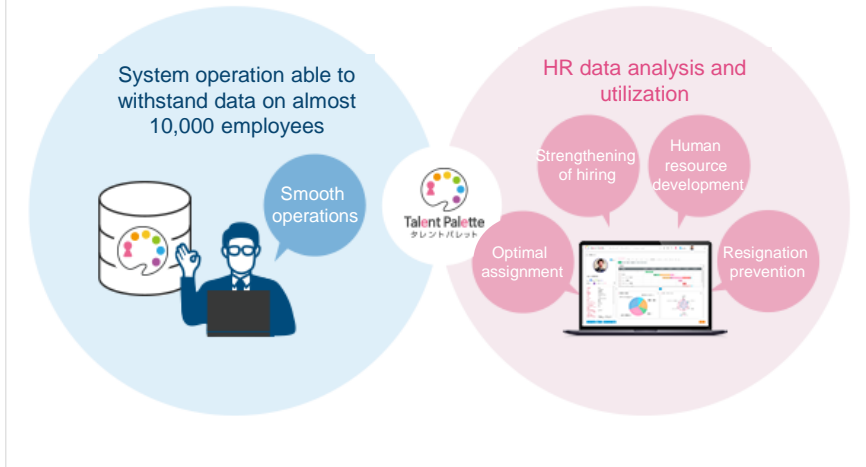 System operation able to
withstand data on almost
10,000 employees
Smooth
operations
Talent Palette
タレントパレット
HR data analysis and
utilization
Strengthening
of hiring
Human
resource
development
Optimal
assignment
Resignation
prevention